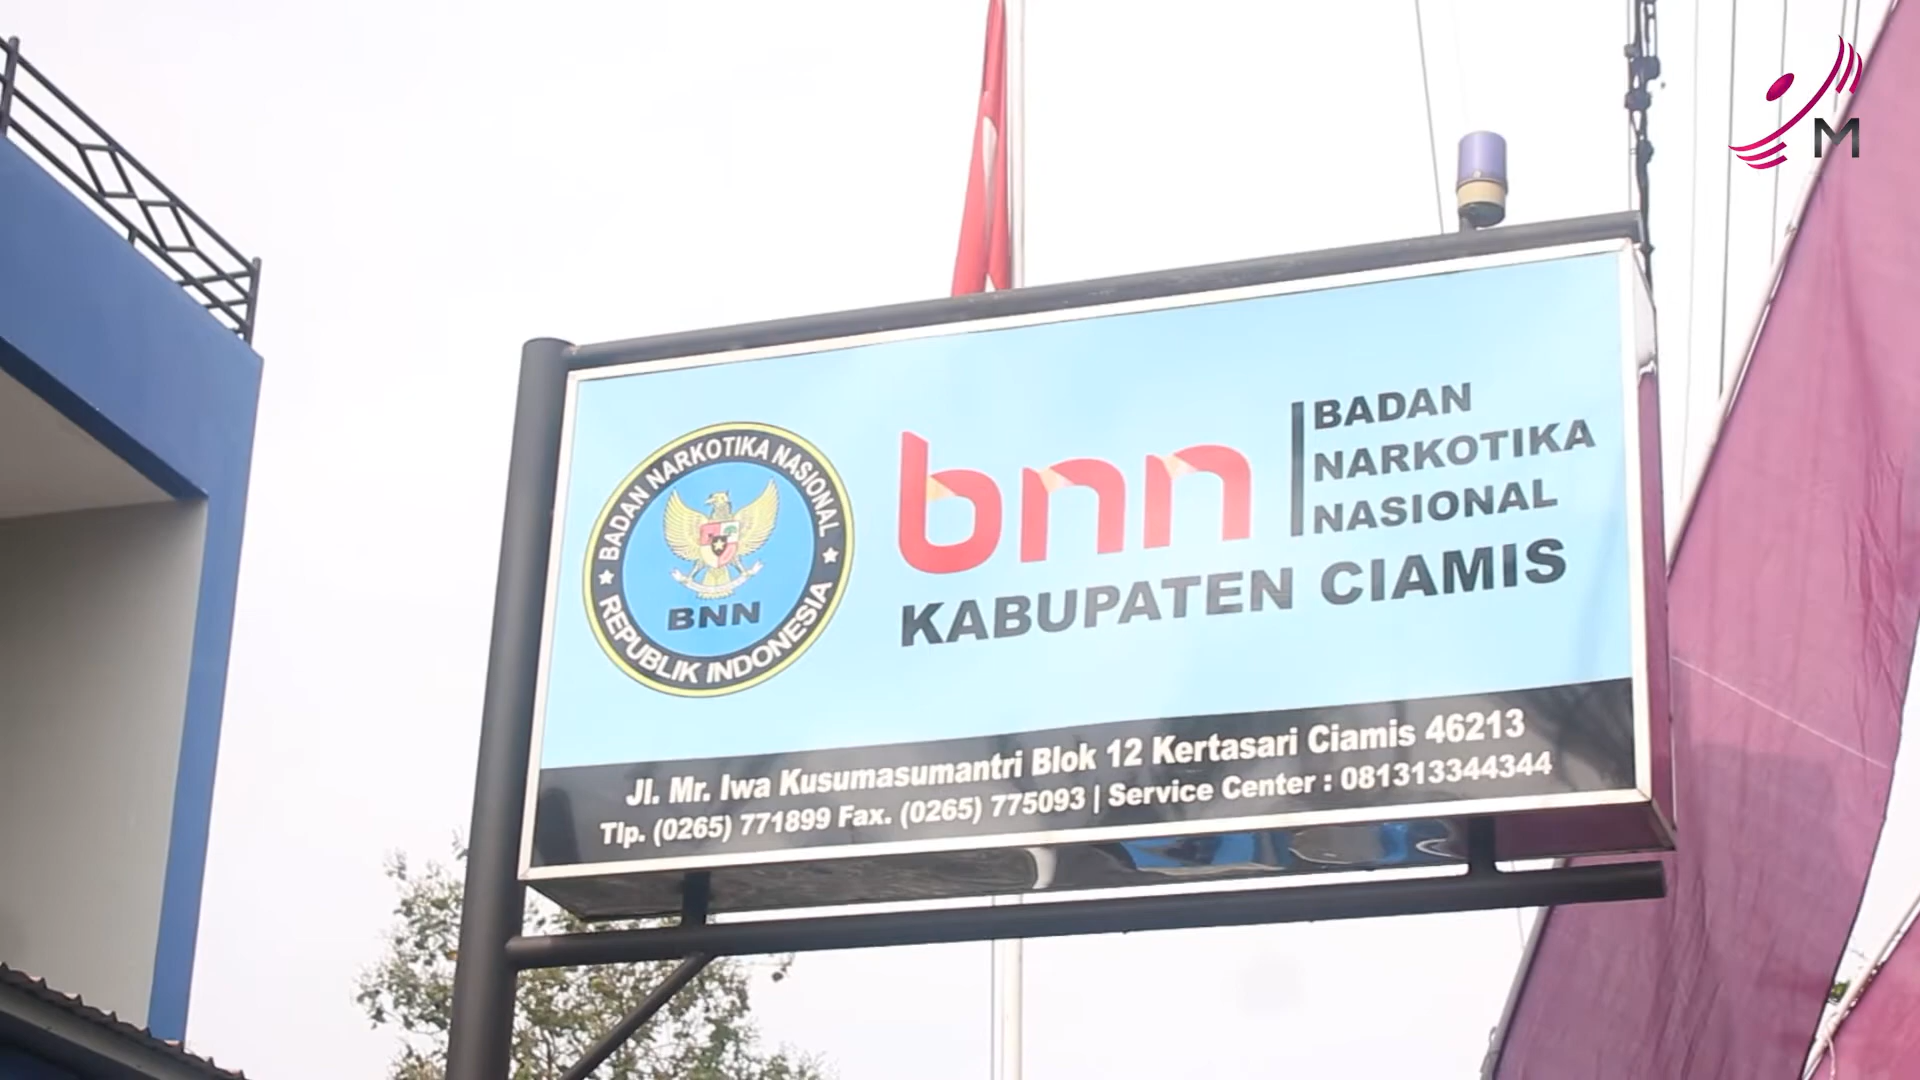 M
BADAN NARKOTIKA NASIONAL
BNN
REPUBLIK INDONESIA
bnn
BADAN
NARKOTIKA
NASIONAL
KABUPATEN CIAMIS
Jl. Mr. Iwa Kusumasumantri Blok 12 Kertasari Ciamis 46213
Tlp. (0265) 771899 Fax. (0265) 775093 | Service Center : 081313344344